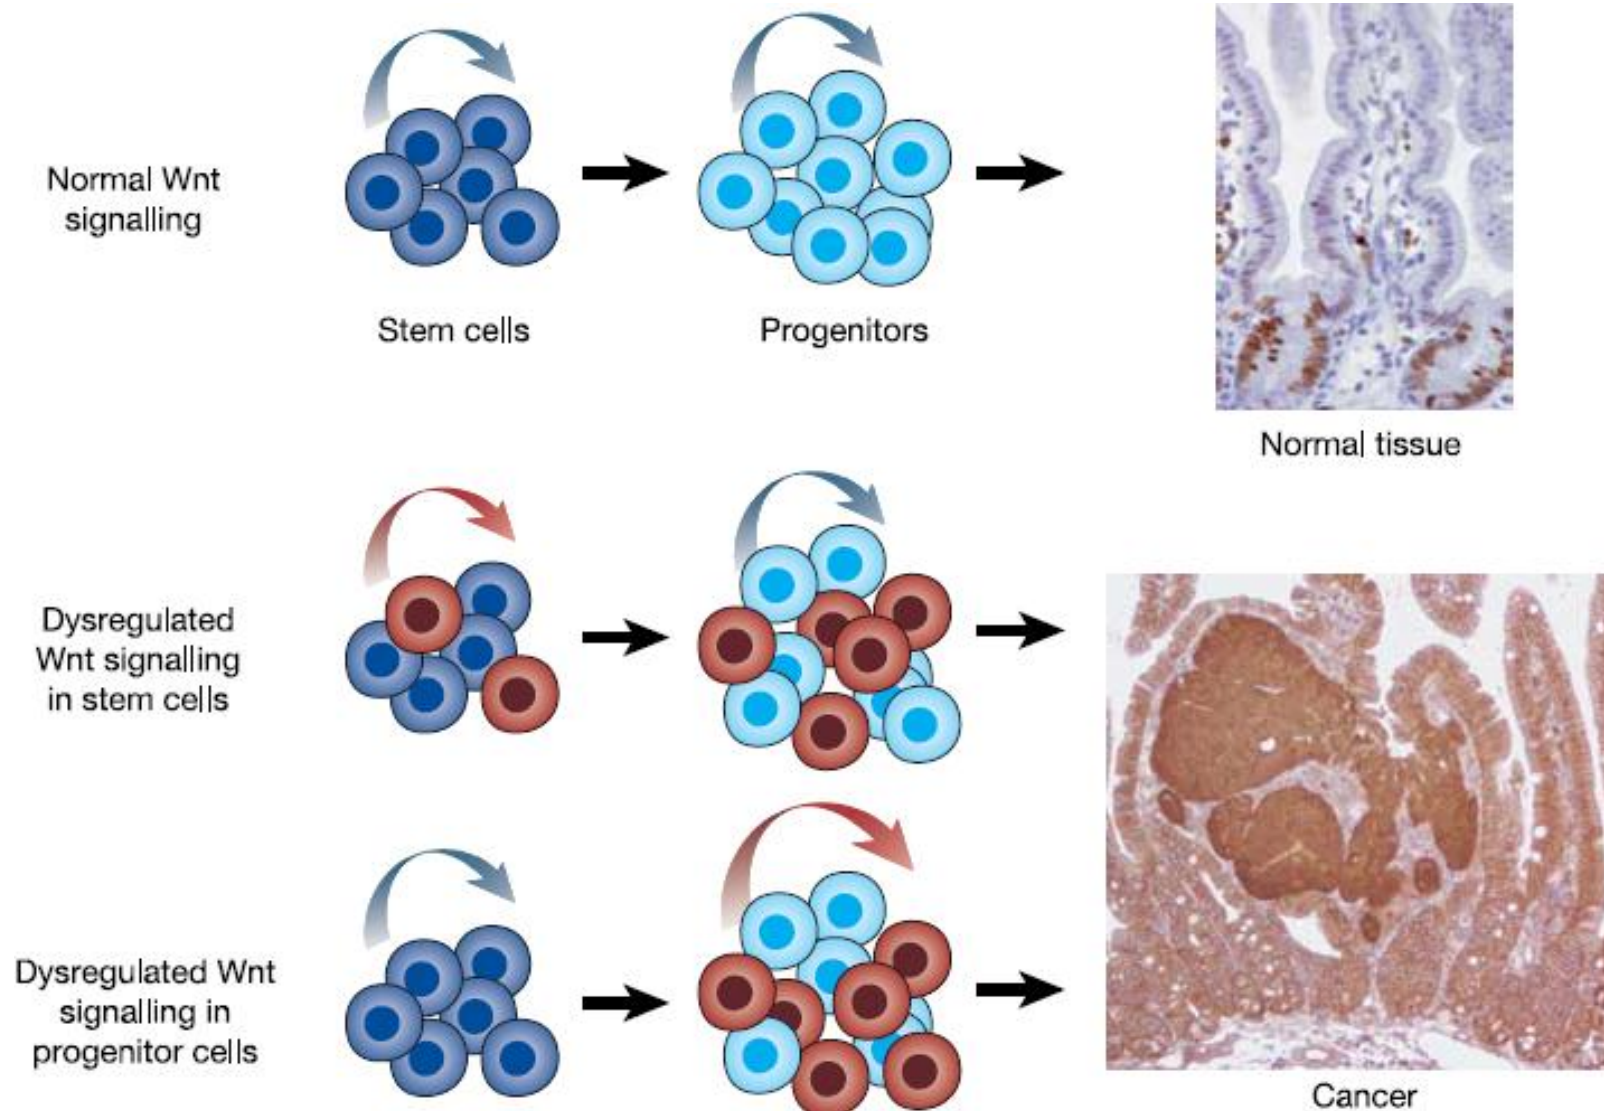 Normal Wnt
signalling
Stem cells
Progenitors
Normal tissue
Dysregulated
Wnt signalling
in stem cells
Dysregulated Wnt
signalling in
progenitor cells
Cancer